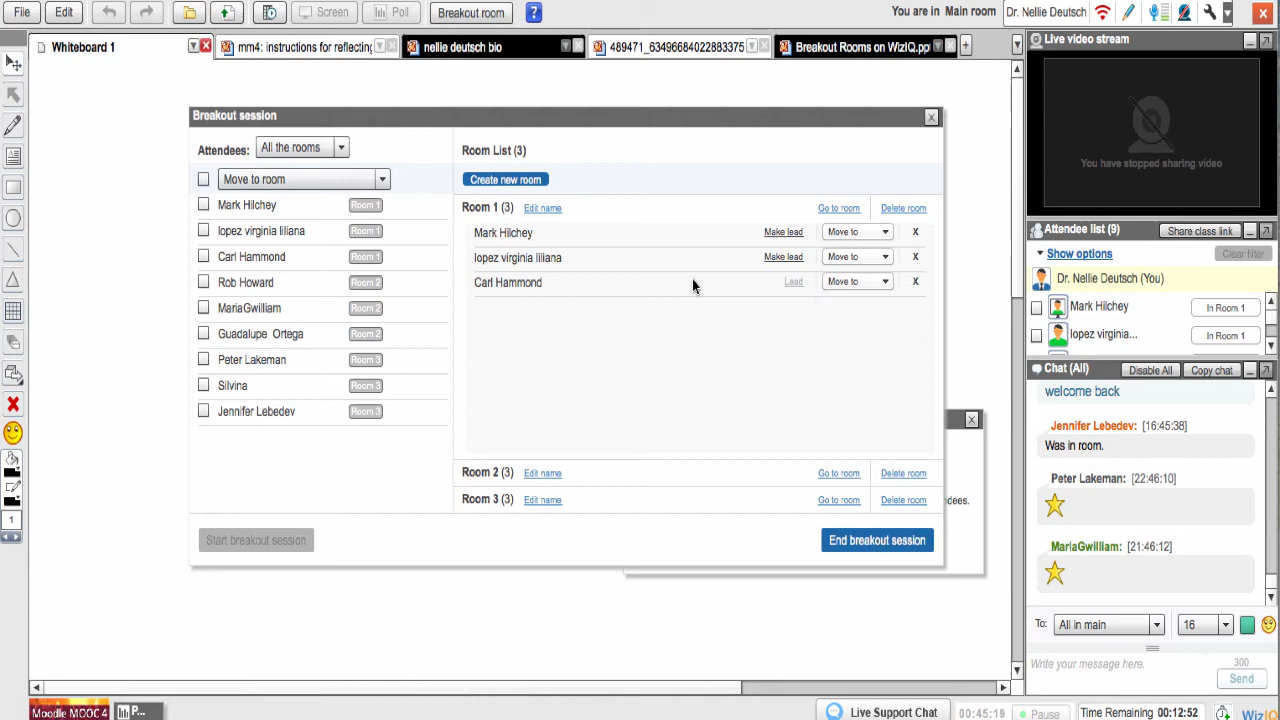 File Edit Screen Poll Breakout room ? You are in Main room Dr. Nellie Deutsch
Whiteboard 1 mm4: instructions for reflecting nellie deutsch bio 489471_63496684022883375 Breakout Rooms on WizIQ.ppt
Live video stream
You have stopped sharing video
Breakout session
Attendees: All the rooms
Move to room
Mark Hilchey Room 1
lopez virginia liliana Room 1
Carl Hammond Room 1
Rob Howard Room 2
MariaGwilliam Room 2
Guadalupe Ortega Room 2
Peter Lakeman Room 3
Silvina Room 3
Jennifer Lebedev Room 3
Start breakout session
Room List (3)
Create new room
Room 1 (3) Edit name Go to room Delete room
Mark Hilchey Make lead Move to X
lopez virginia liliana Make lead Move to X
Carl Hammond Lead Move to X
Room 2 (3) Edit name Go to room Delete room
Room 3 (3) Edit name Go to room Delete room
End breakout session
dees.
Attendee list (9) Share class link
Show options Clear filter
Dr. Nellie Deutsch (You)
Mark Hilchey In Room 1
lopez virginia... In Room 1
Chat (All) Disable All Copy chat
welcome back
Jennifer Lebedev: [16:45:38]
Was in room.
Peter Lakeman: [22:46:10]
MariaGwilliam: [21:46:12]
To: All in main 16
Write your message here. 300
Send
1
Moodle MOOC 4 P... Live Support Chat 00:45:19 Pause Time Remaining 00:12:52 WizIQ